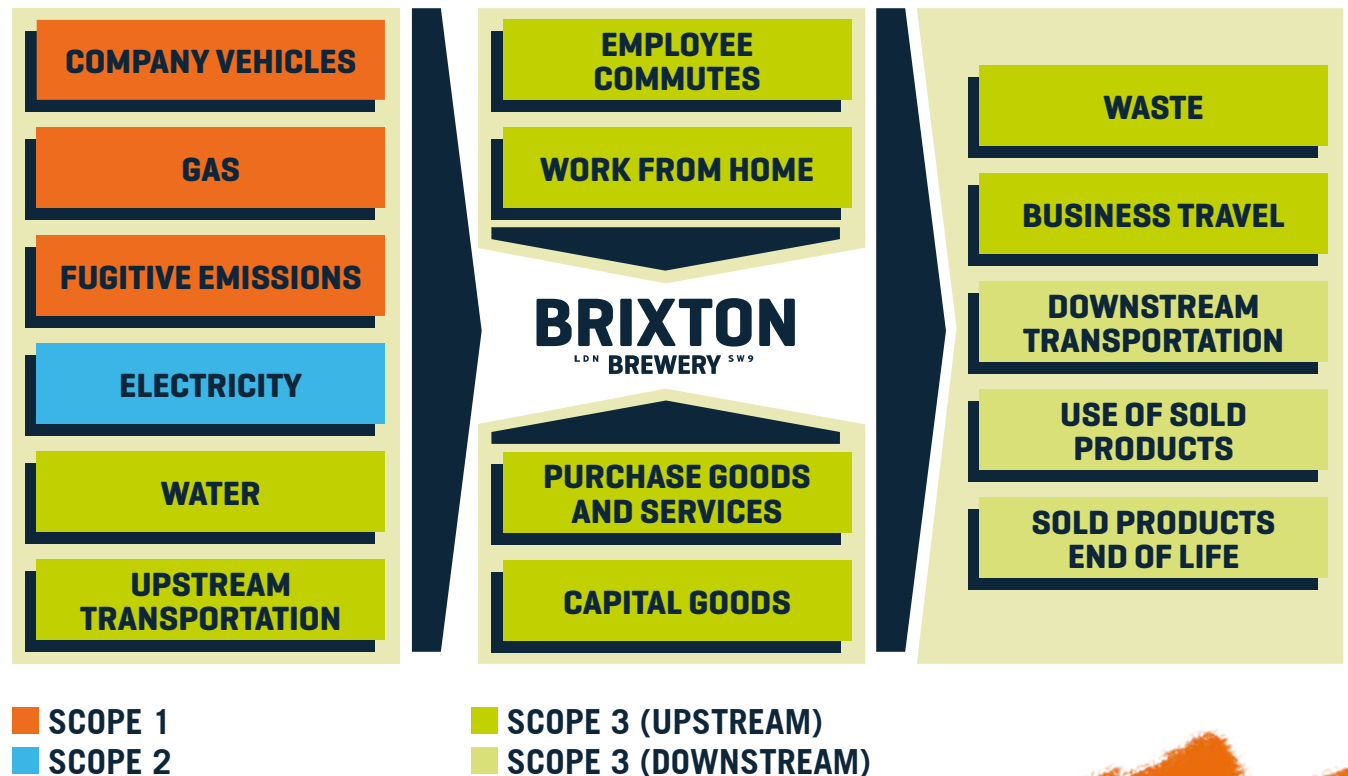 COMPANY VEHICLES
GAS
FUGITIVE EMISSIONS
ELECTRICITY
WATER
UPSTREAM
TRANSPORTATION
EMPLOYEE
COMMUTES
WORK FROM HOME
BRIXTON
LDN BREWERY SW9
PURCHASE GOODS
AND SERVICES
CAPITAL GOODS
WASTE
BUSINESS TRAVEL
DOWNSTREAM
TRANSPORTATION
USE OF SOLD
PRODUCTS
SOLD PRODUCTS
END OF LIFE
SCOPE 1
SCOPE 2
SCOPE 3 (UPSTREAM)
SCOPE 3 (DOWNSTREAM)